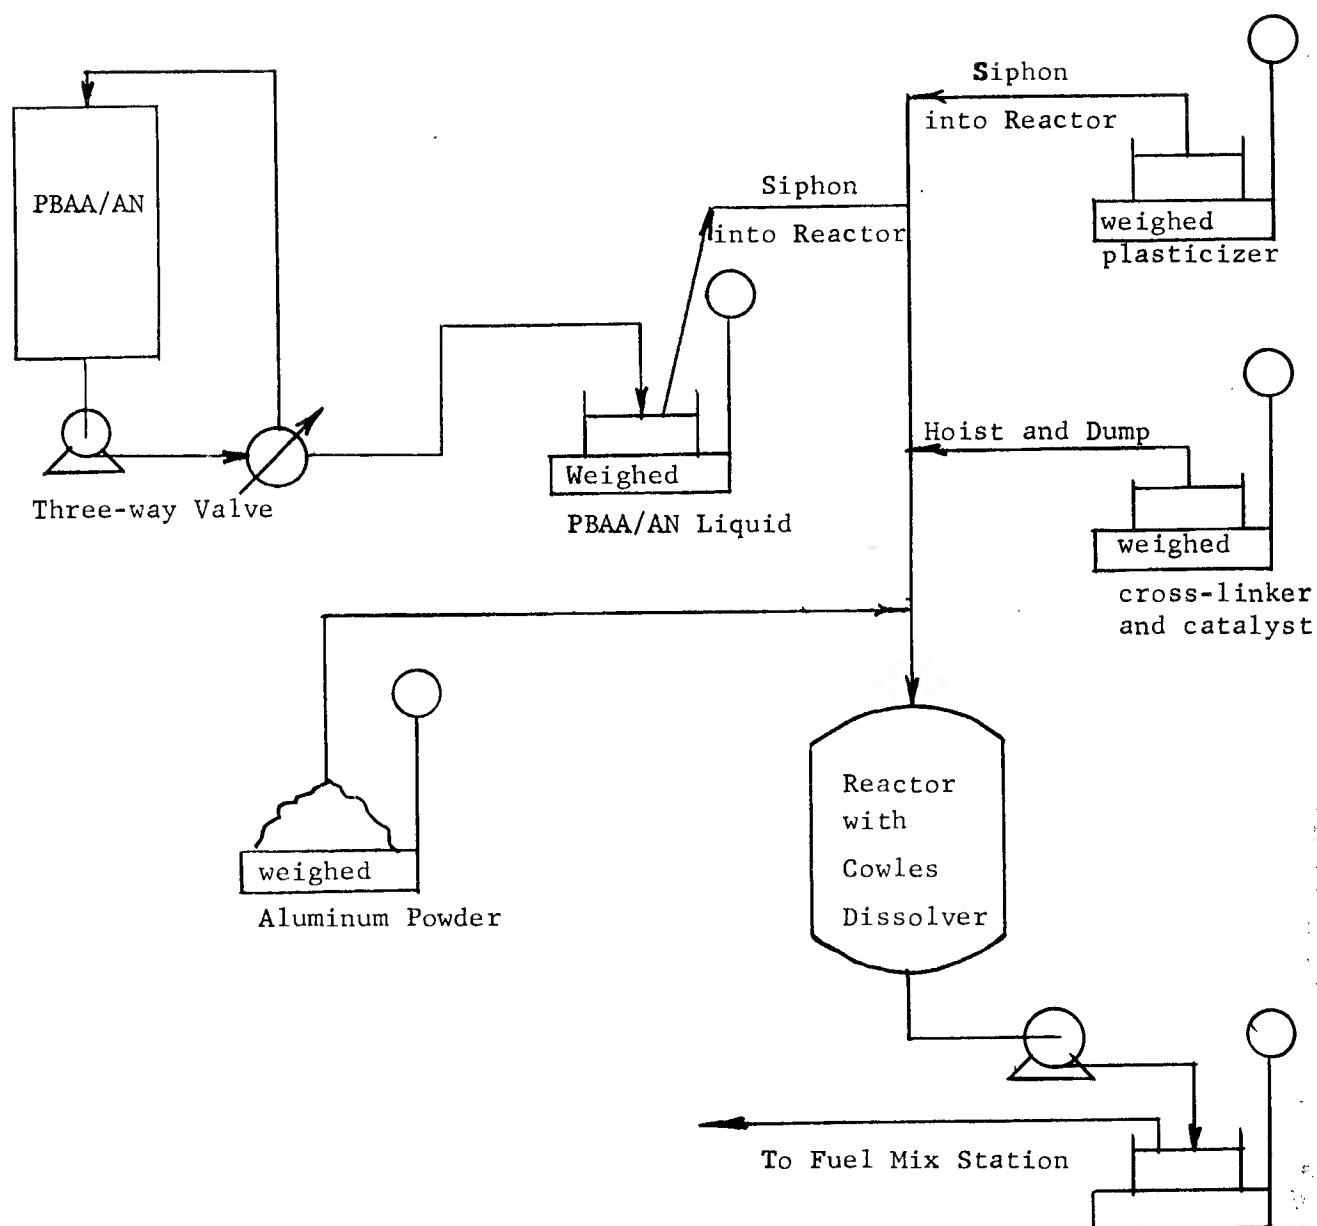 Siphon
into Reactor
weighed
plasticizer
PBAA/AN
Siphon
into Reactor
Three-way Valve
Weighed
PBAA/AN Liquid
Hoist and Dump
weighed
cross-linker
and catalyst
weighed
Aluminum Powder
Reactor
with
Cowles
Dissolver
To Fuel Mix Station